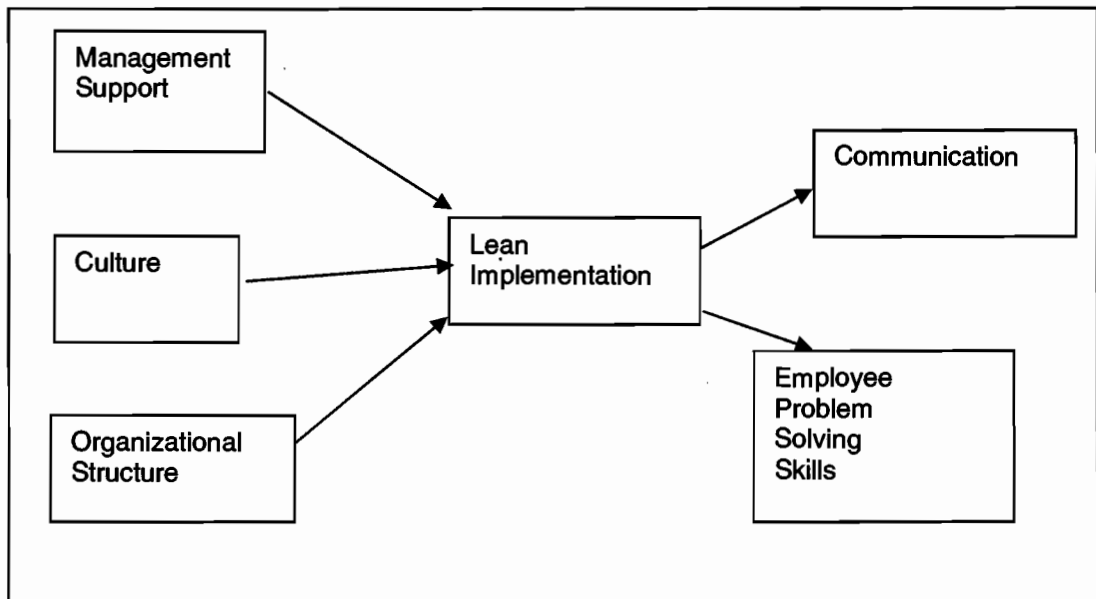 Management
Support
Culture
Organizational
Structure
Lean
Implementation
Communication
Employee
Problem
Solving
Skills